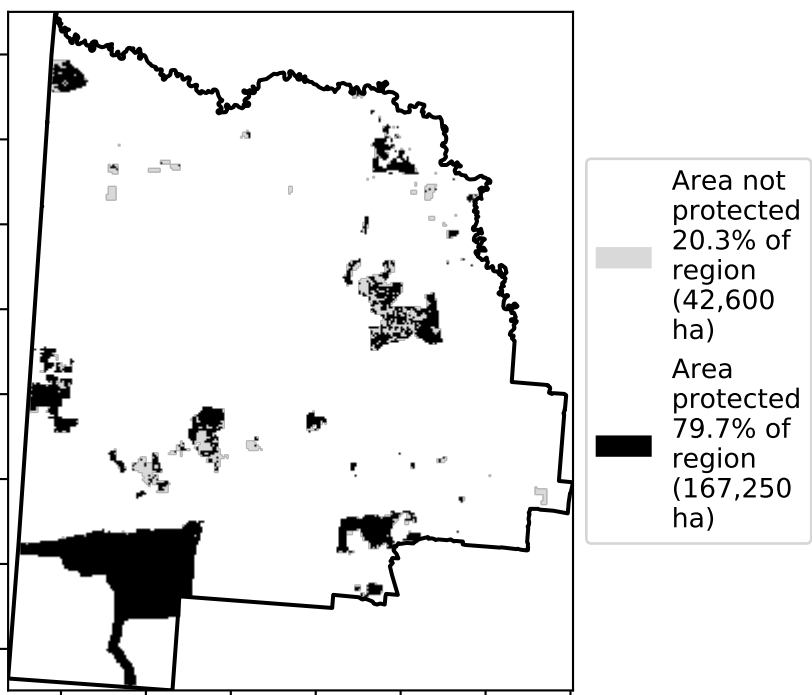 Area not
protected
20.3% of
region
(42,600
ha)
Area
protected
79.7% of
region
(167,250
ha)